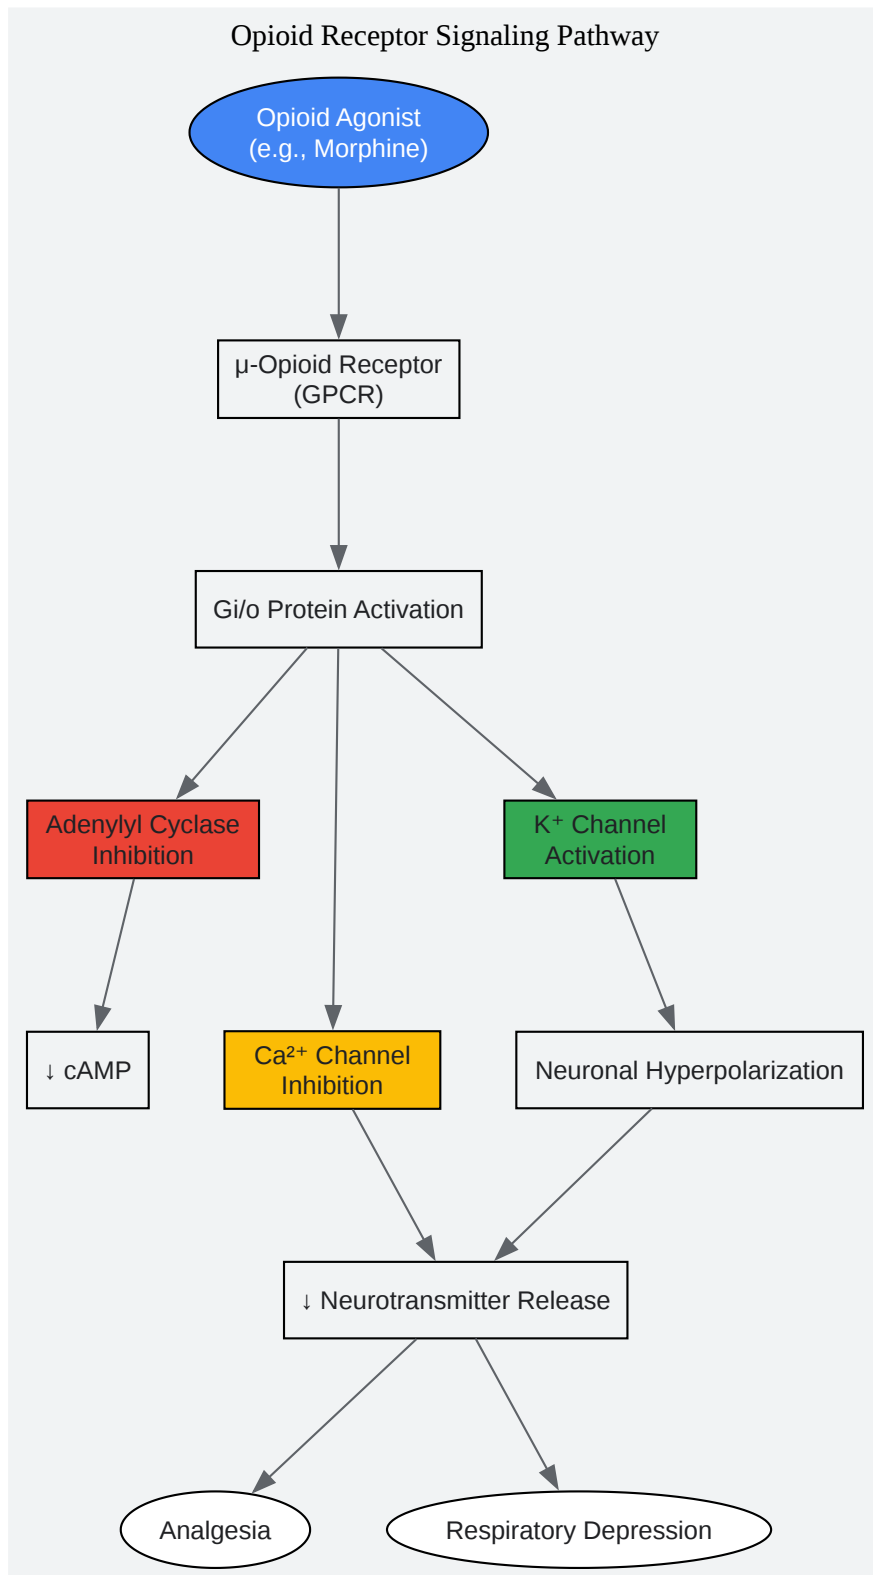 Opioid Receptor Signaling Pathway
Opioid Agonist
(e.g., Morphine)
μ-Opioid Receptor
(GPCR)
Gi/o Protein Activation
Adenylyl Cyclase
Inhibition
K⁺ Channel
Activation
↓ cAMP
Ca²⁺ Channel
Inhibition
Neuronal Hyperpolarization
↓ Neurotransmitter Release
Analgesia
Respiratory Depression